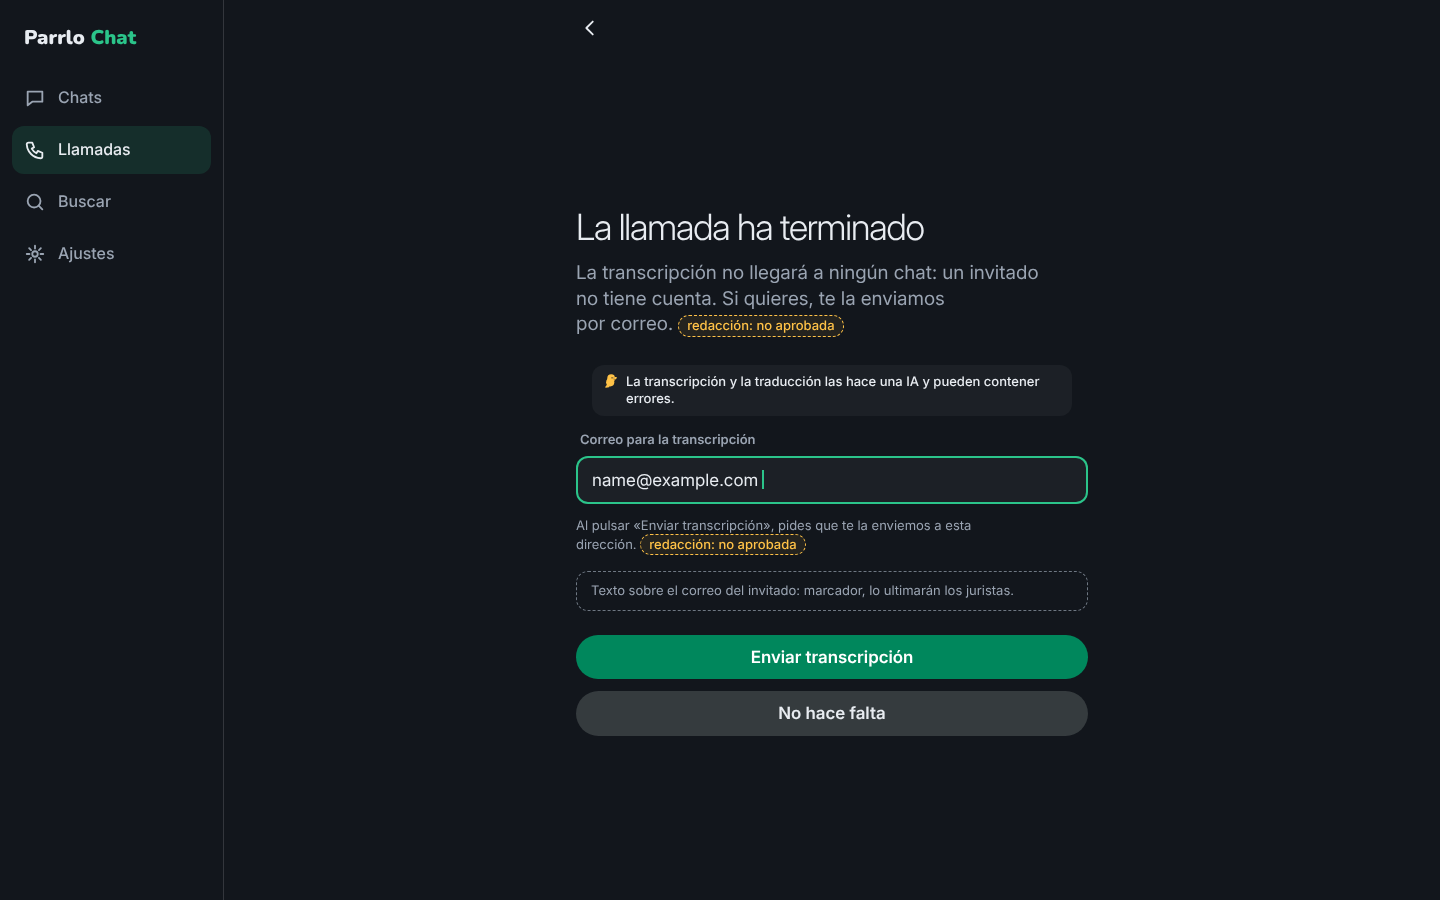 Parrlo Chat
Chats
Llamadas
Buscar
Ajustes
La llamada ha terminado
La transcripción no llegará a ningún chat: un invitado
no tiene cuenta. Si quieres, te la enviamos
por correo. redacción: no aprobada
La transcripción y la traducción las hace una IA y pueden contener
errores.
Correo para la transcripción
name@example.com
Al pulsar «Enviar transcripción», pides que te la enviemos a esta
dirección. redacción: no aprobada
Texto sobre el correo del invitado: marcador, lo ultimarán los juristas.
Enviar transcripción
No hace falta